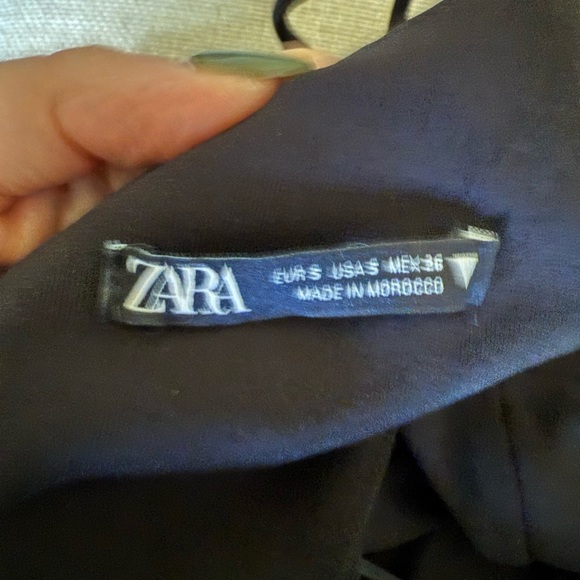 ZARA
EUR S USA S MEX 26
MADE IN MOROCCO